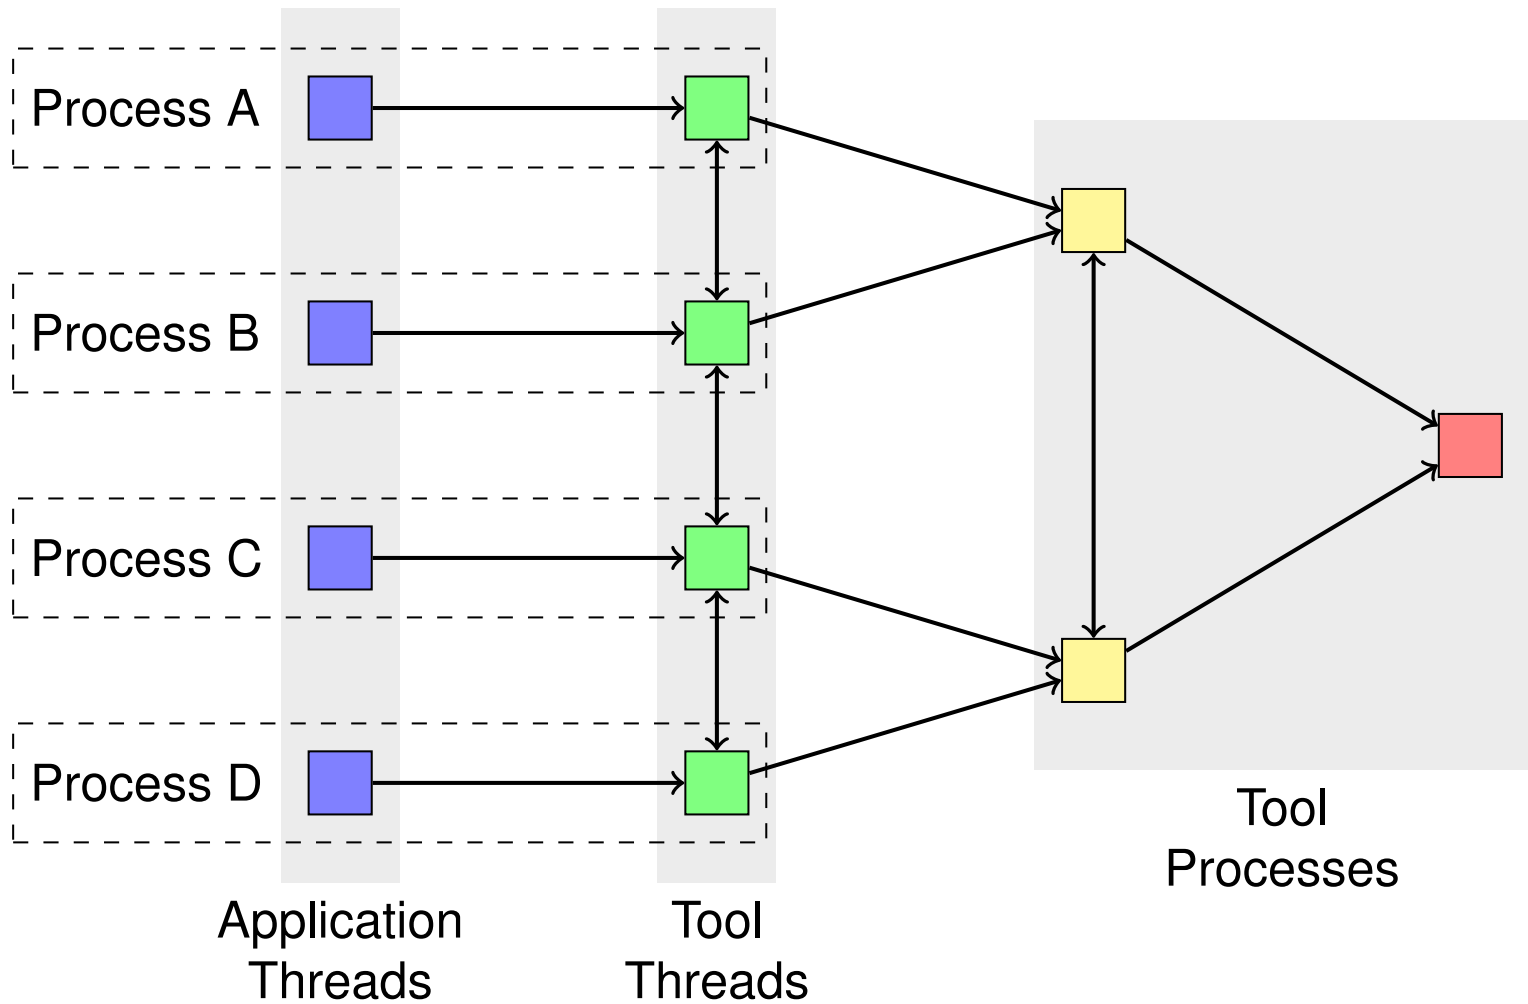 Process A
Process B
Process C
Process D
Tool
Processes
Application
Threads
Tool
Threads